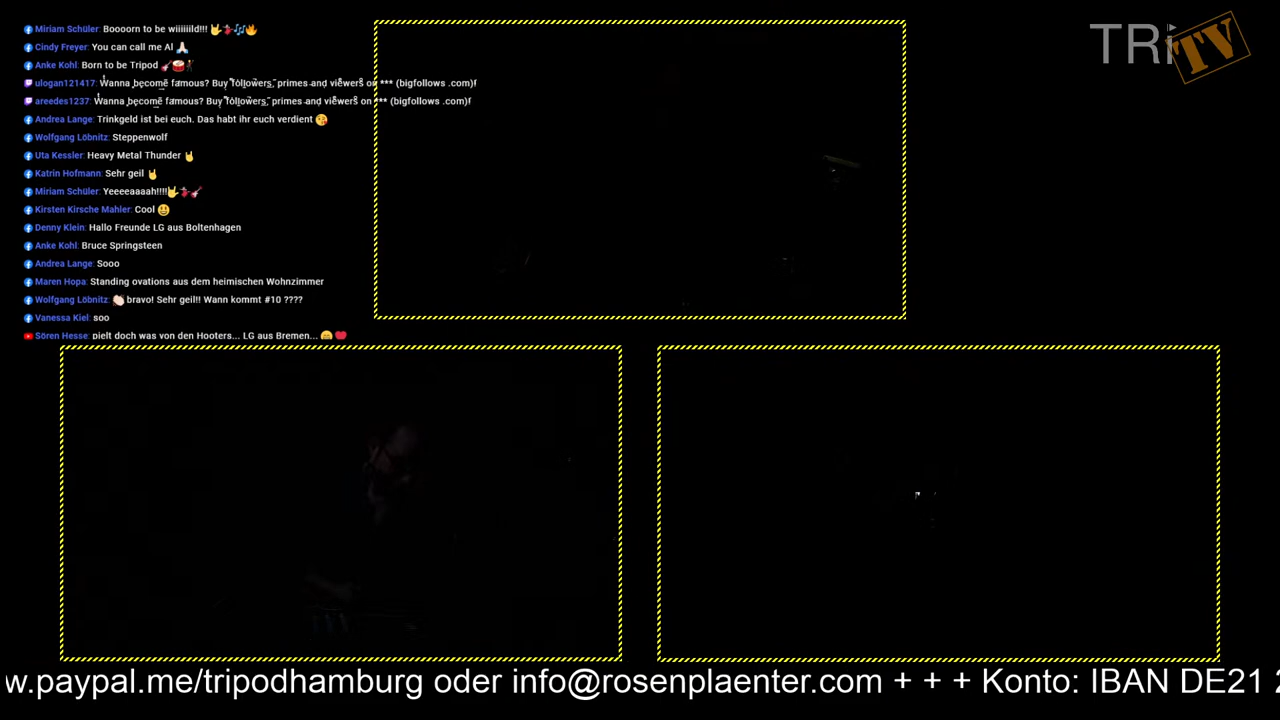 Miriam Schüler: Boooorn to be wiiiiiild!!! 🤘💃🎶🔥
Cindy Freyer: You can call me Al 🙏🏻
Anke Kohl: Born to be Tripod 🎸🥁🕺
ulogan121417: Wanna become famous? Buy followers, primes and viewers on *** (bigfollows .com)f
areedes1237: Wanna become famous? Buy followers, primes and viewers on *** (bigfollows .com)f
Andrea Lange: Trinkgeld ist bei euch. Das habt ihr euch verdient 😘
Wolfgang Löbnitz: Steppenwolf
Uta Kessler: Heavy Metal Thunder 🤘
Katrin Hofmann: Sehr geil 🤘
Miriam Schüler: Yeeeeaaaah!!!!🤘💃🎸
Kirsten Kirsche Mahler: Cool 😃
Denny Klein: Hallo Freunde LG aus Boltenhagen
Anke Kohl: Bruce Springsteen
Andrea Lange: Sooo
Maren Hopa: Standing ovations aus dem heimischen Wohnzimmer
Wolfgang Löbnitz: 👏🏻 bravo! Sehr geil!! Wann kommt #10 ????
Vanessa Kiel: soo
Sören Hesse: pielt doch was von den Hooters... LG aus Bremen... 🤗❤️
TRi TV
w.paypal.me/tripodhamburg oder info@rosenplaenter.com + + + Konto: IBAN DE21